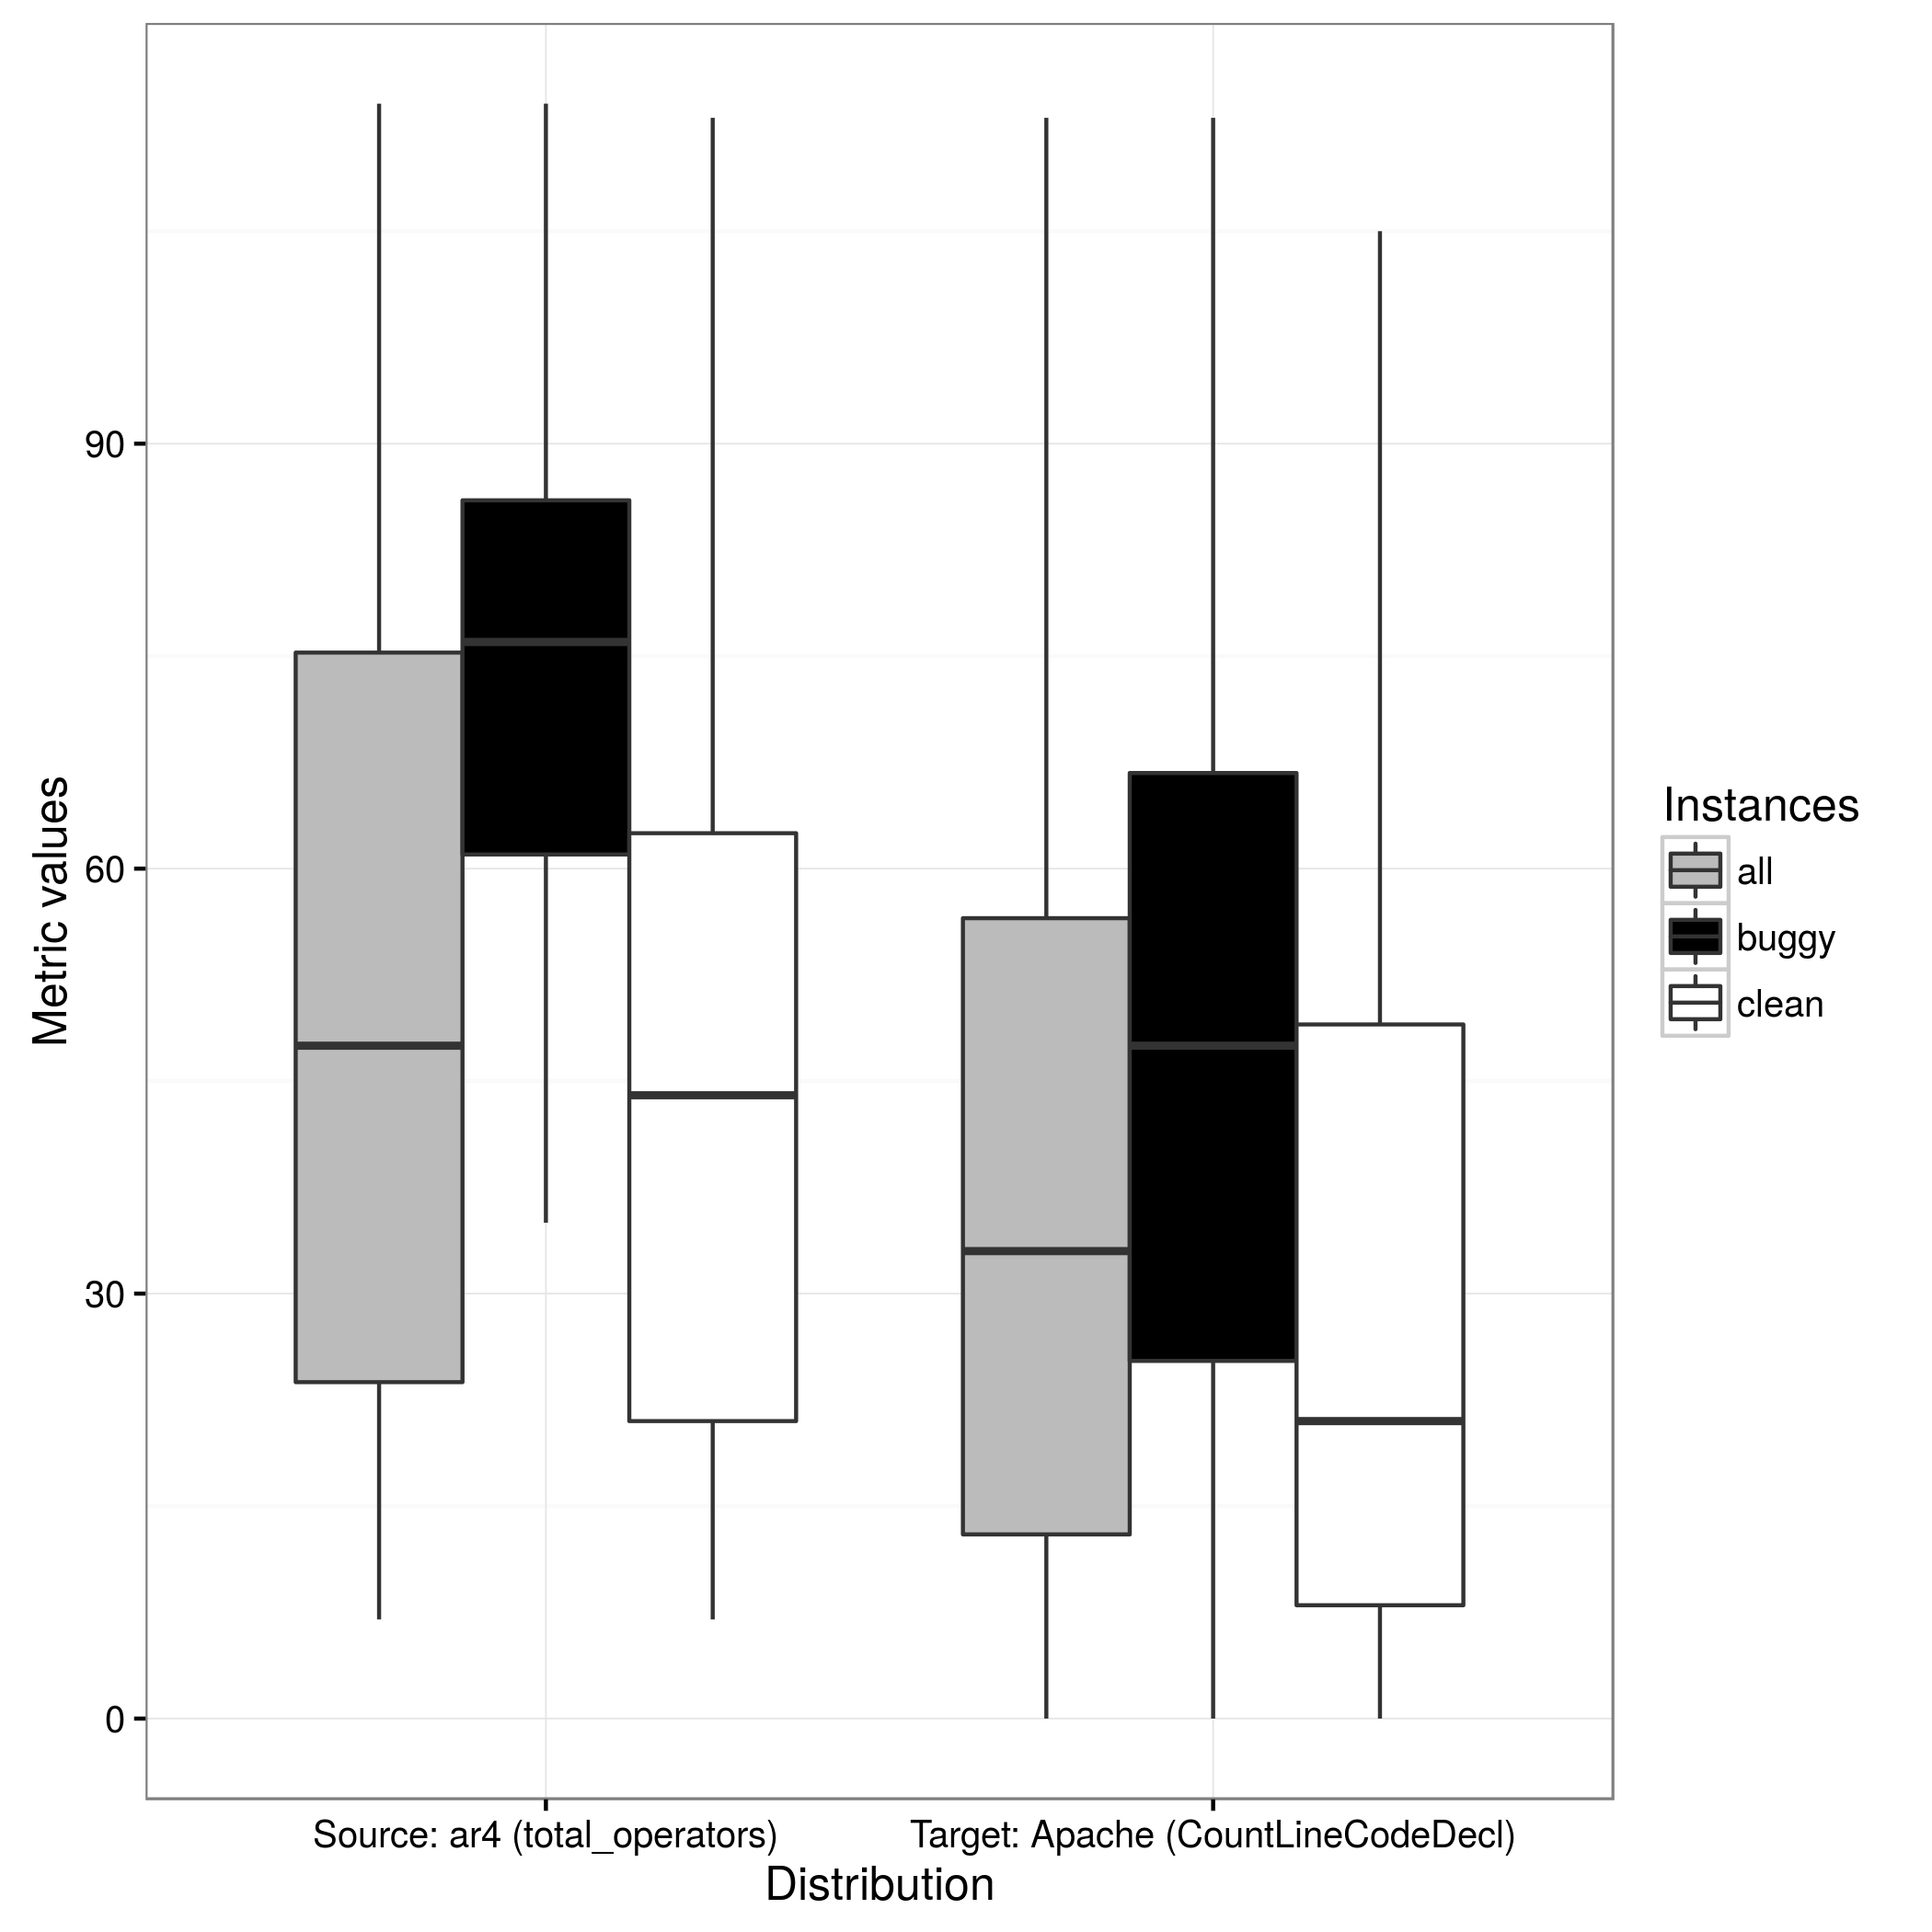 Metric values
90
60
30
0
Source: ar4 (total_operators)
Target: Apache (CountLineCodeDecl)
Distribution
Instances
all
buggy
clean